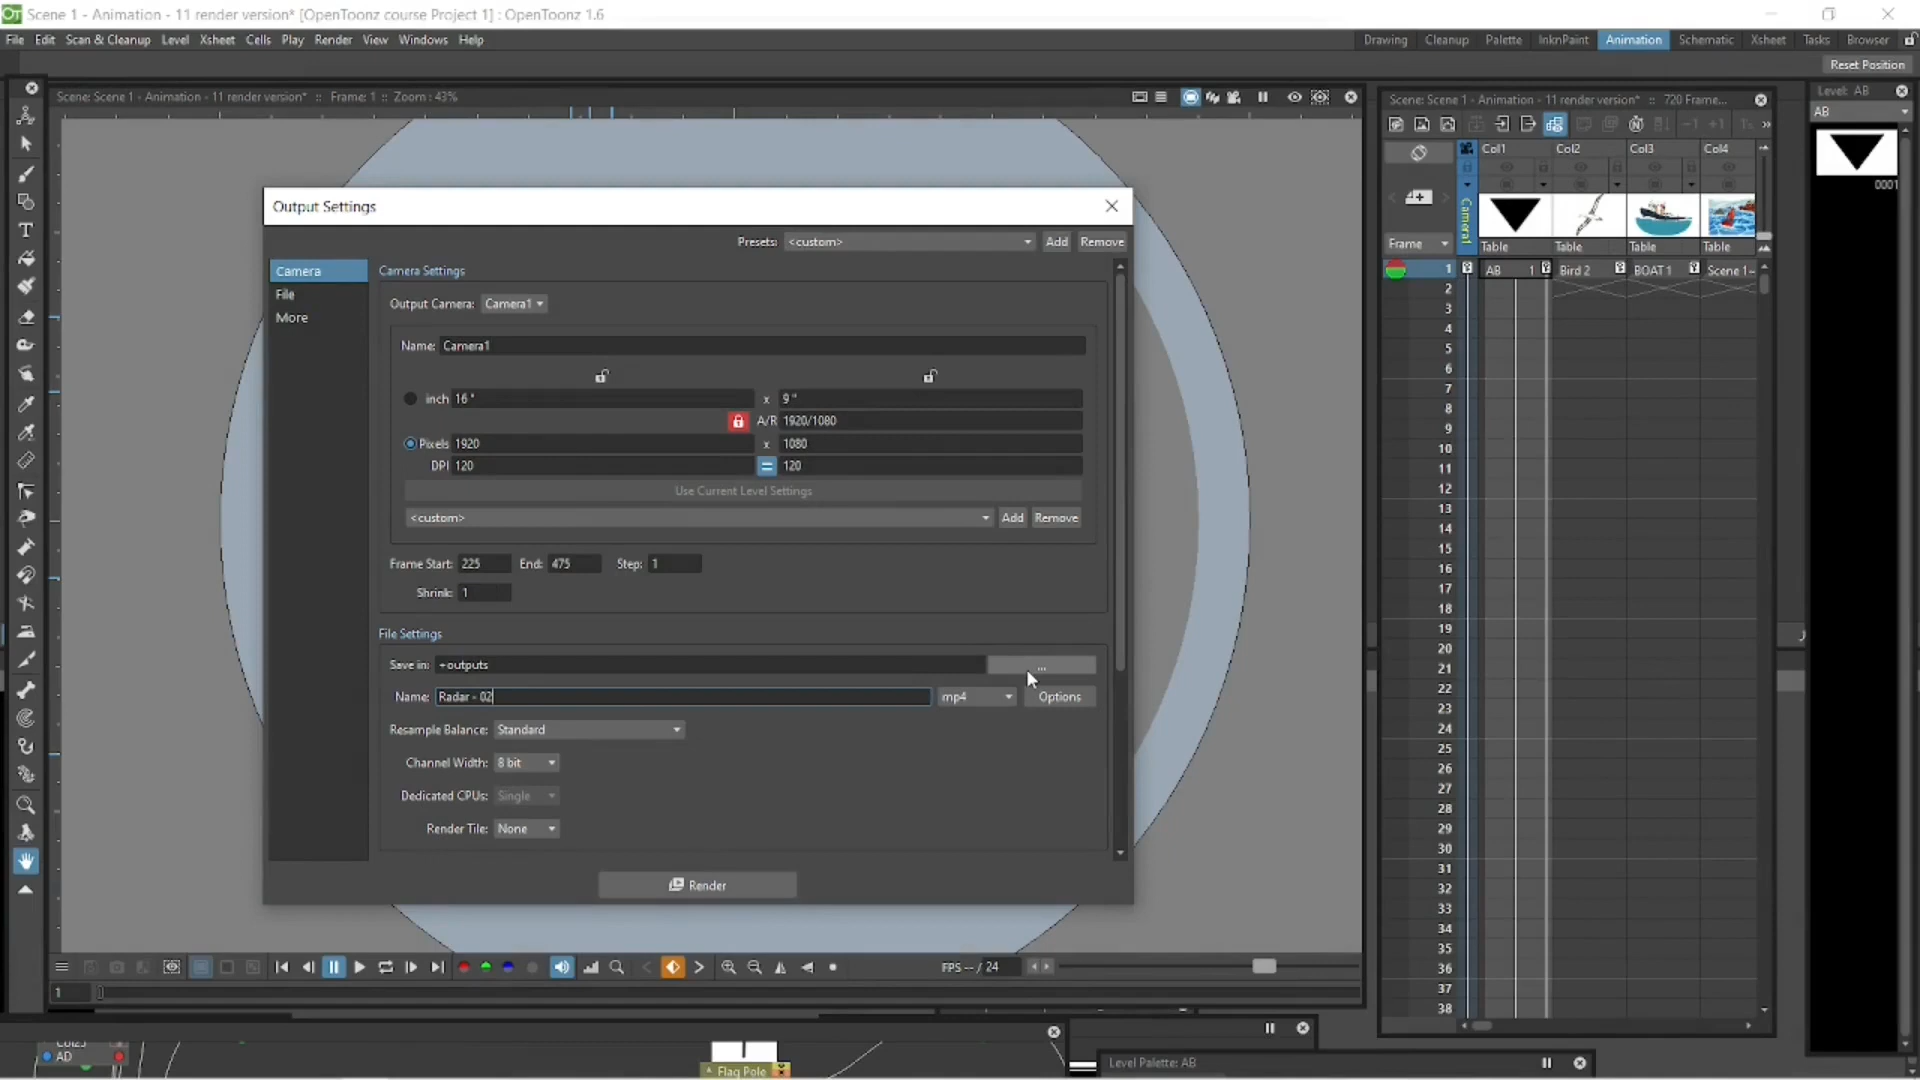 Scene 1 - Animation - 11 render version* [OpenToonz course Project 1] : OpenToonz 1.6
File Edit Scan & Cleanup Level Xsheet Cells Play Render View Windows Help
Drawing Cleanup Palette InknPaint Animation Schematic Xsheet Tasks Browser
Reset Position
Scene: Scene 1 - Animation - 11 render version* :: Frame: 1 :: Zoom : 43%
Scene: Scene 1 - Animation - 11 render version* :: 720 Frame...
Level: AB
AB
0001
Col1 Col2 Col3 Col4
Camera1
Frame
Table Table Table Table
1 AB 1 Bird 2 BOAT 1 Scene 1-
2
3
4
5
6
7
8
9
10
11
12
13
14
15
16
17
18
19
20
21
22
23
24
25
26
27
28
29
30
31
32
33
34
35
36
37
38
Output Settings
Presets: <custom> Add Remove
Camera
File
More
Camera Settings
Output Camera: Camera1
Name: Camera1
inch 16 " x 9 "
A/R 1920/1080
Pixels 1920 x 1080
DPI 120 = 120
Use Current Level Settings
<custom> Add Remove
Frame Start: 225 End: 475 Step: 1
Shrink: 1
File Settings
Save in: +outputs ...
Name: Radar - 02 mp4 Options
Resample Balance: Standard
Channel Width: 8 bit
Dedicated CPUs: Single
Render Tile: None
Render
FPS -- / 24
1
AD
Flag Pole
Level Palette: AB